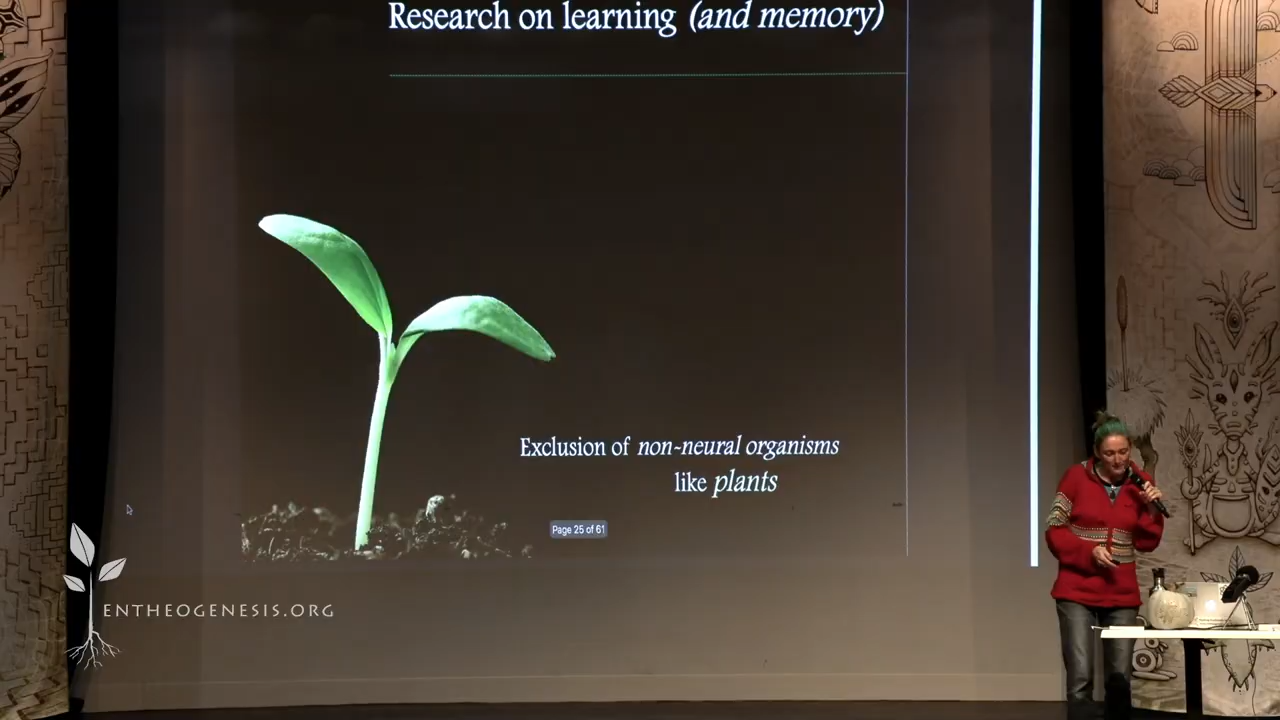 Research on learning (and memory)
Exclusion of non-neural organisms
like plants
Page 25 of 61
ENTHEOGENESIS.ORG